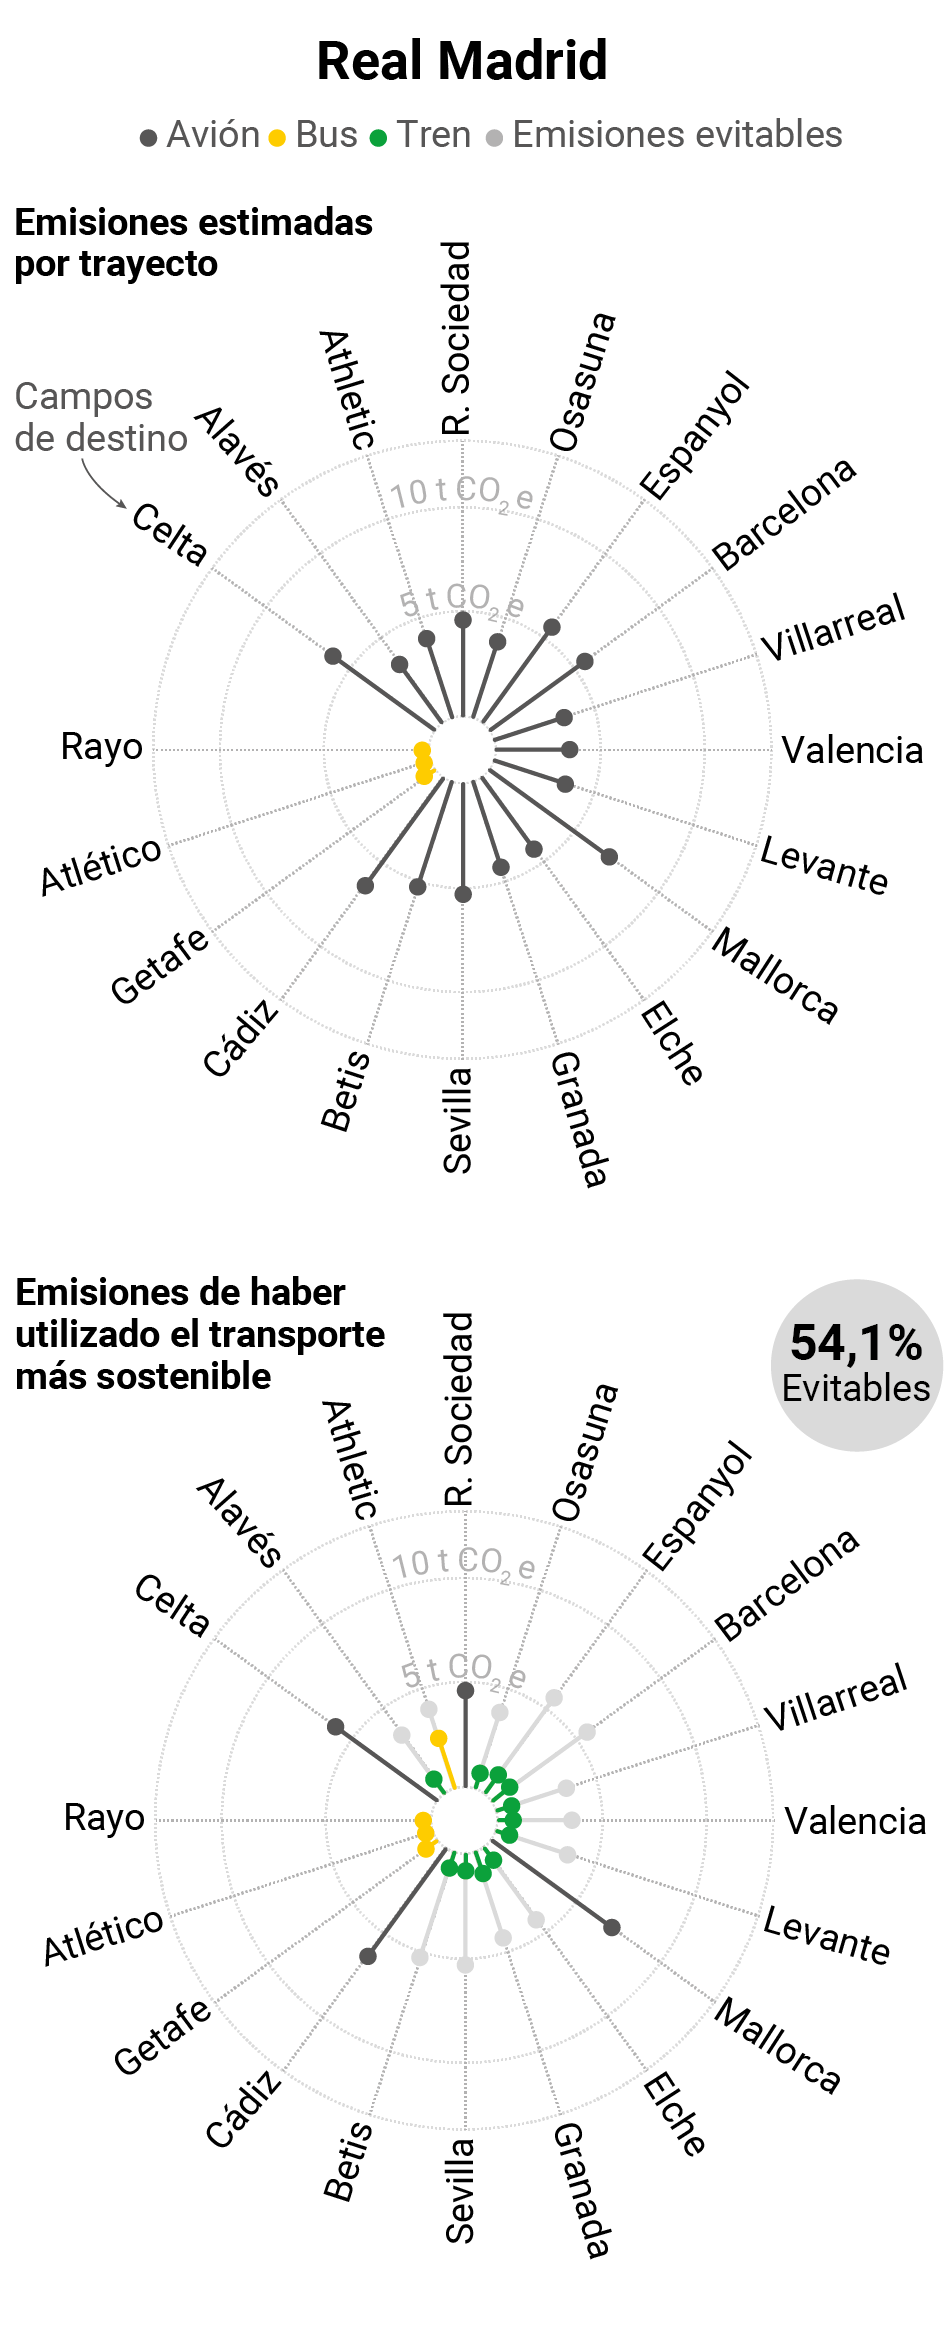 Real Madrid
Avión Bus Tren Emisiones evitables
Emisiones estimadas
por trayecto
Campos
de destino
R. Sociedad
Osasuna
Espanyol
Barcelona
Villarreal
Valencia
Levante
Mallorca
Elche
Granada
Sevilla
Betis
Cádiz
Getafe
Atlético
Rayo
Celta
Alavés
Athletic
10 t CO2 e
5 t CO2 e
Emisiones de haber
utilizado el transporte
más sostenible
54,1%
Evitables
R. Sociedad
Osasuna
Espanyol
Barcelona
Villarreal
Valencia
Levante
Mallorca
Elche
Granada
Sevilla
Betis
Cádiz
Getafe
Atlético
Rayo
Celta
Alavés
Athletic
10 t CO2 e
5 t CO2 e